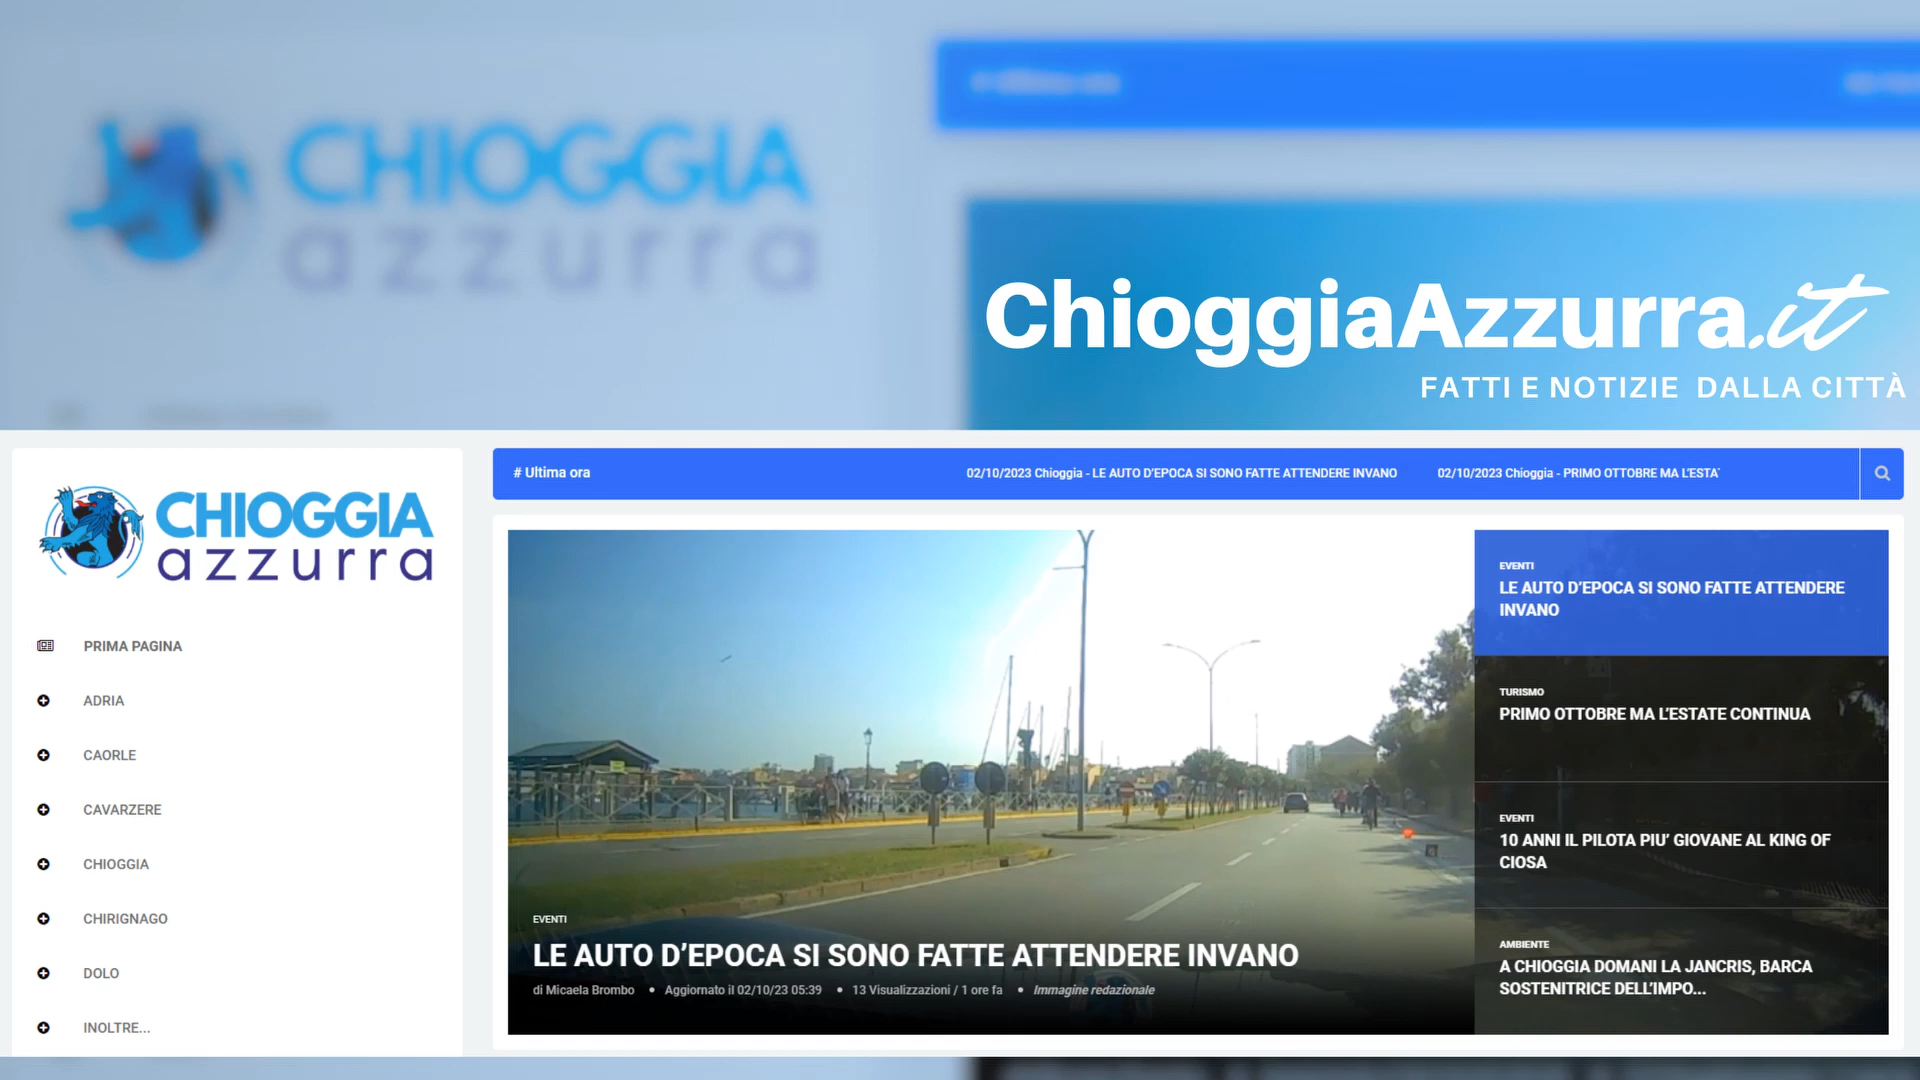 CHIOGGIA
azzurra
ChioggiaAzzurra.it
FATTI E NOTIZIE DALLA CITTÀ
CHIOGGIA
azzurra
PRIMA PAGINA
ADRIA
CAORLE
CAVARZERE
CHIOGGIA
CHIRIGNAGO
DOLO
INOLTRE...
# Ultima ora
02/10/2023 Chioggia - LE AUTO D'EPOCA SI SONO FATTE ATTENDERE INVANO
02/10/2023 Chioggia - PRIMO OTTOBRE MA L'ESTA
EVENTI
LE AUTO D'EPOCA SI SONO FATTE ATTENDERE INVANO
di Micaela Brombo • Aggiornato il 02/10/23 05:39 • 13 Visualizzazioni / 1 ore fa • Immagine redazionale
EVENTI
LE AUTO D'EPOCA SI SONO FATTE ATTENDERE
INVANO
TURISMO
PRIMO OTTOBRE MA L'ESTATE CONTINUA
EVENTI
10 ANNI IL PILOTA PIU' GIOVANE AL KING OF
CIOSA
AMBIENTE
A CHIOGGIA DOMANI LA JANCRIS, BARCA
SOSTENITRICE DELL'IMPO...